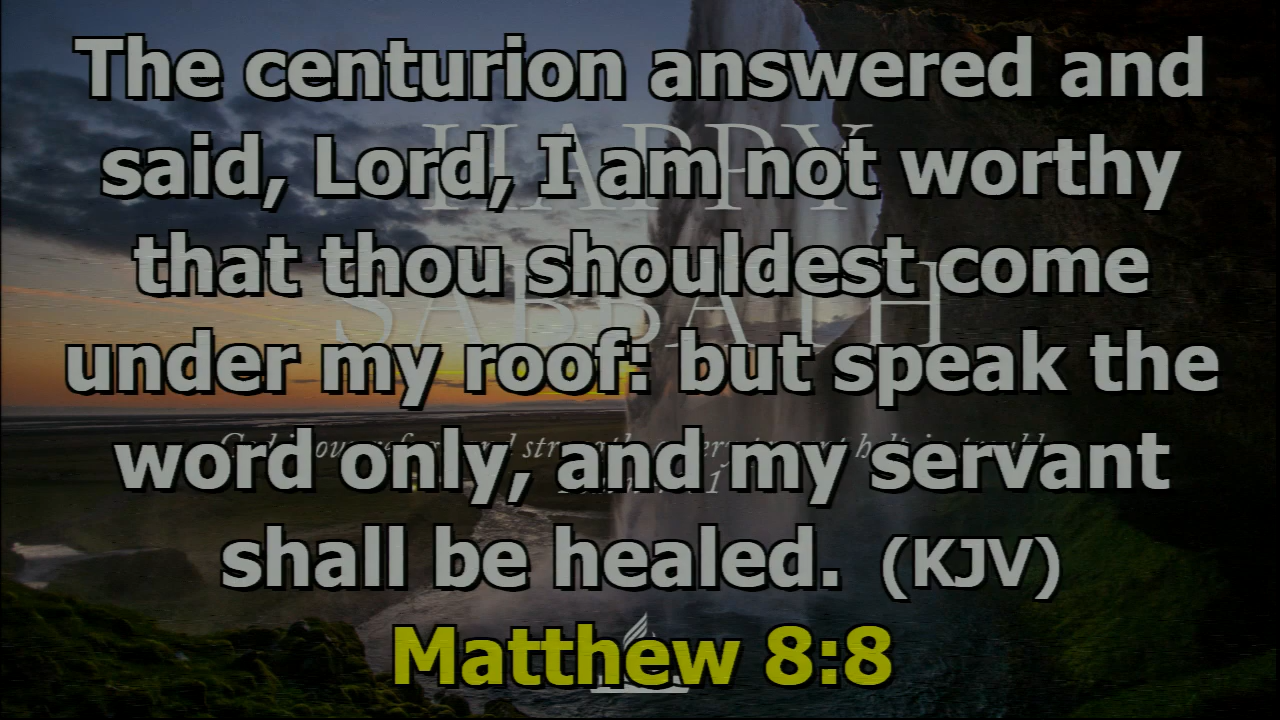 The centurion answered and
HAPPY
said, Lord, I am not worthy
that thou shouldest come
SABBATH
under my roof: but speak the
word only, and my servant
shall be healed. (KJV)
Matthew 8:8